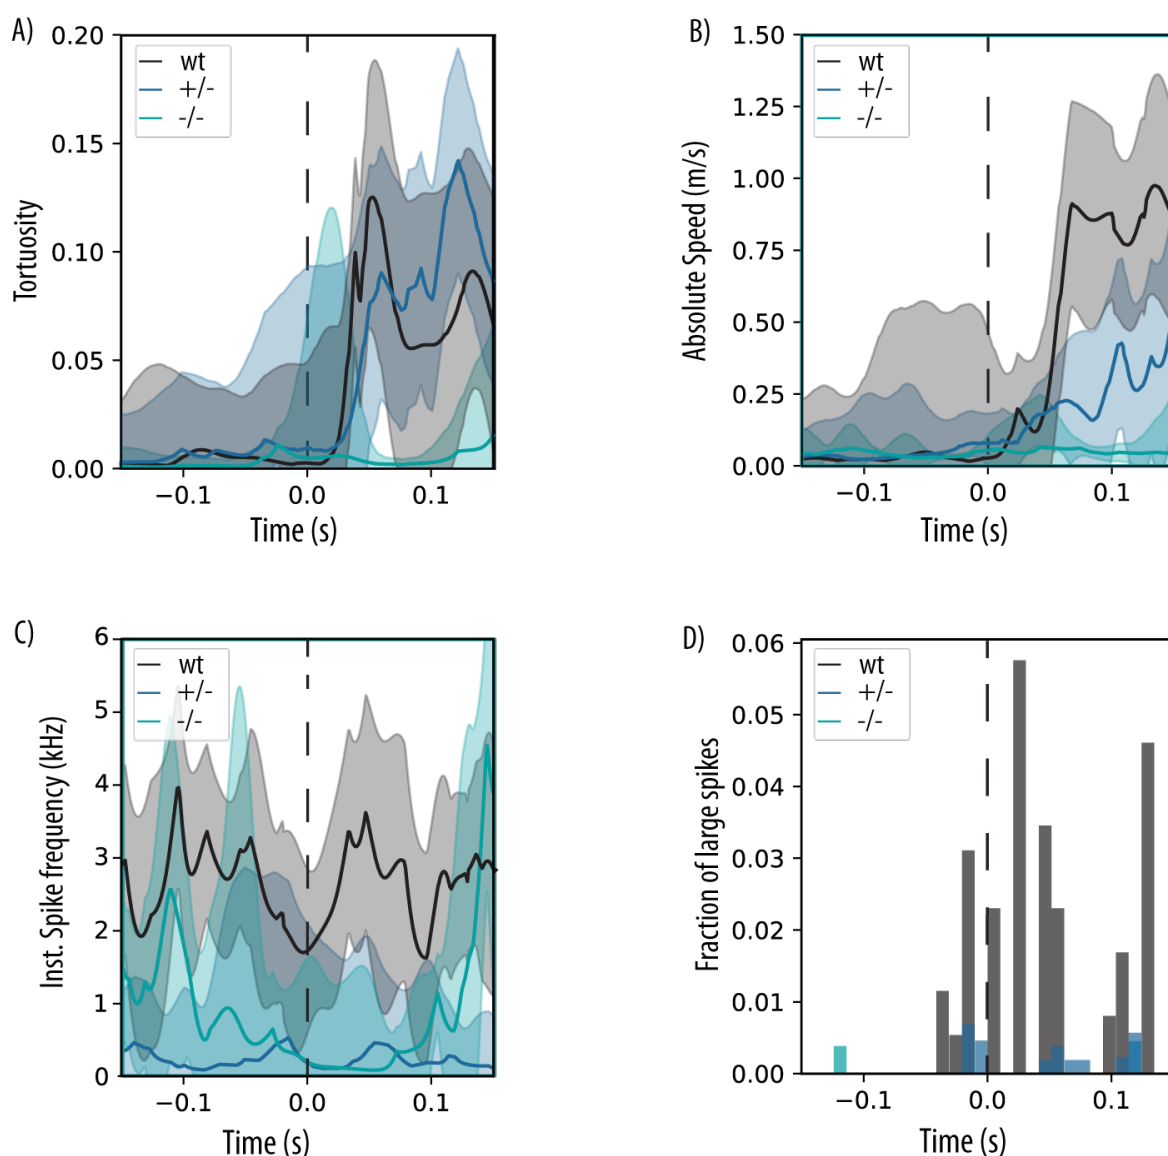 A)
0.20
0.15
0.10
0.05
0.00
Tortuosity
wt
+/-
-/-
−0.1 0.0 0.1
Time (s)
B)
1.50
1.25
1.00
0.75
0.50
0.25
0.00
Absolute Speed (m/s)
wt
+/-
-/-
−0.1 0.0 0.1
Time (s)
C)
6
5
4
3
2
1
0
Inst. Spike frequency (kHz)
wt
+/-
-/-
−0.1 0.0 0.1
Time (s)
D)
0.06
0.05
0.04
0.03
0.02
0.01
0.00
Fraction of large spikes
wt
+/-
-/-
−0.1 0.0 0.1
Time (s)